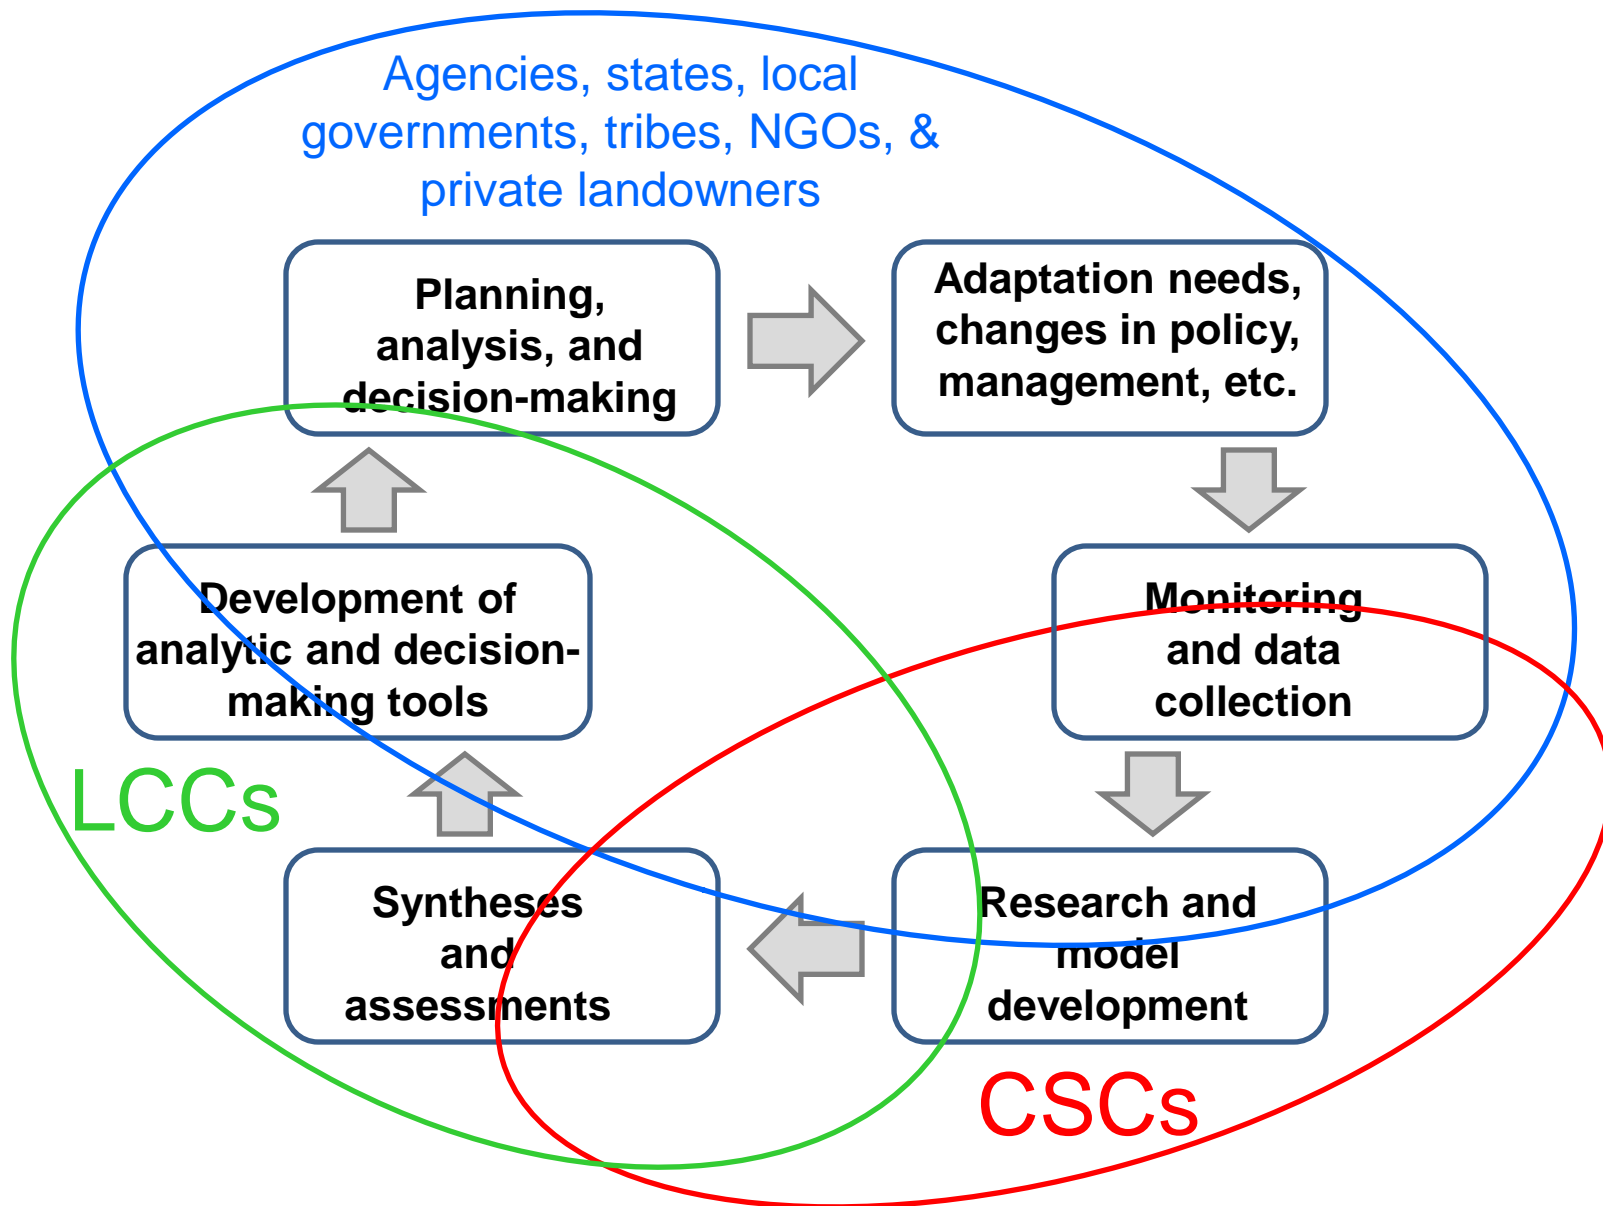 Agencies, states, local
governments, tribes, NGOs, &
private landowners
Planning,
analysis, and
decision-making
Adaptation needs,
changes in policy,
management, etc.
Development of
analytic and decision-
making tools
Monitoring
and data
collection
LCCs
Syntheses
and
assessments
Research and
model
development
CSCs